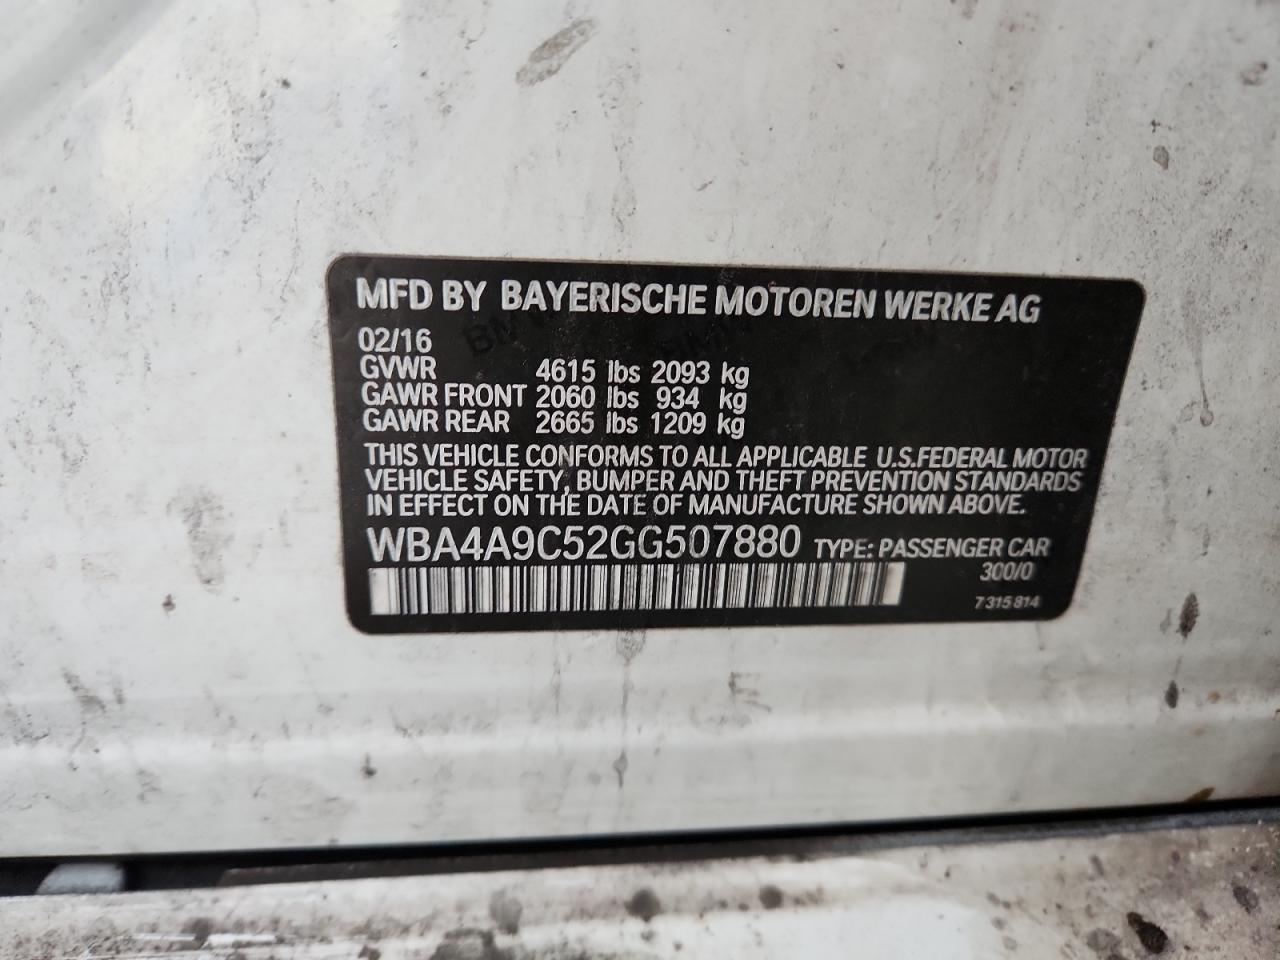 MFD BY BAYERISCHE MOTOREN WERKE AG
02/16
GVWR 4615 lbs 2093 kg
GAWR FRONT 2060 lbs 934 kg
GAWR REAR 2665 lbs 1209 kg
THIS VEHICLE CONFORMS TO ALL APPLICABLE U.S.FEDERAL MOTOR
VEHICLE SAFETY, BUMPER AND THEFT PREVENTION STANDARDS
IN EFFECT ON THE DATE OF MANUFACTURE SHOWN ABOVE.
WBA4A9C52GG507880 TYPE: PASSENGER CAR
300/0
7 315 814